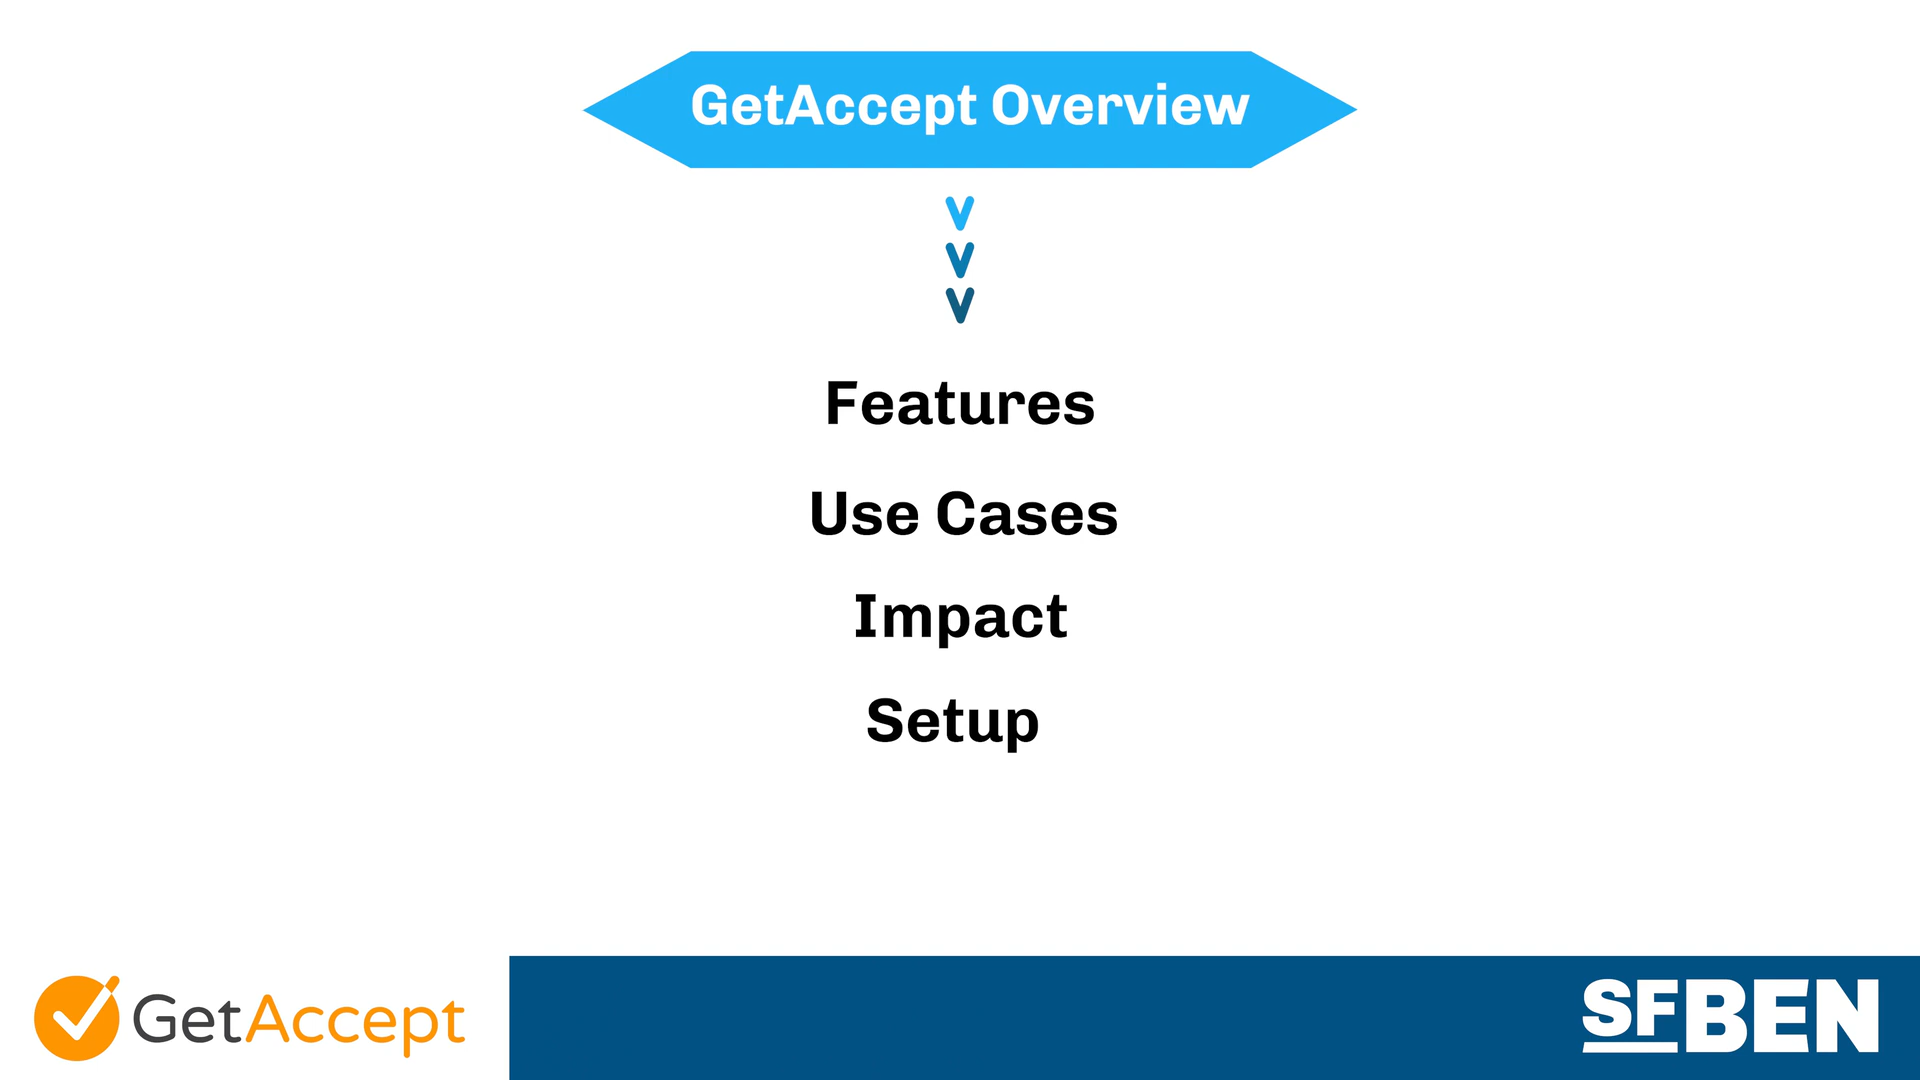 GetAccept Overview
Features
Use Cases
Impact
Setup
GetAccept
SFBEN